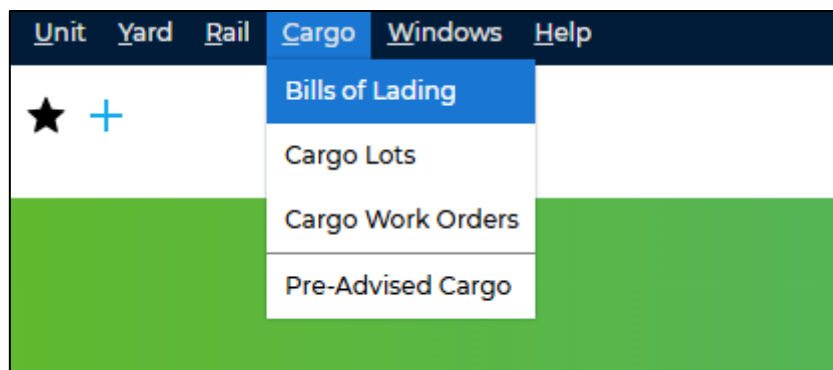 Unit Yard Rail Cargo Windows Help
Bills of Lading
Cargo Lots
Cargo Work Orders
Pre-Advised Cargo